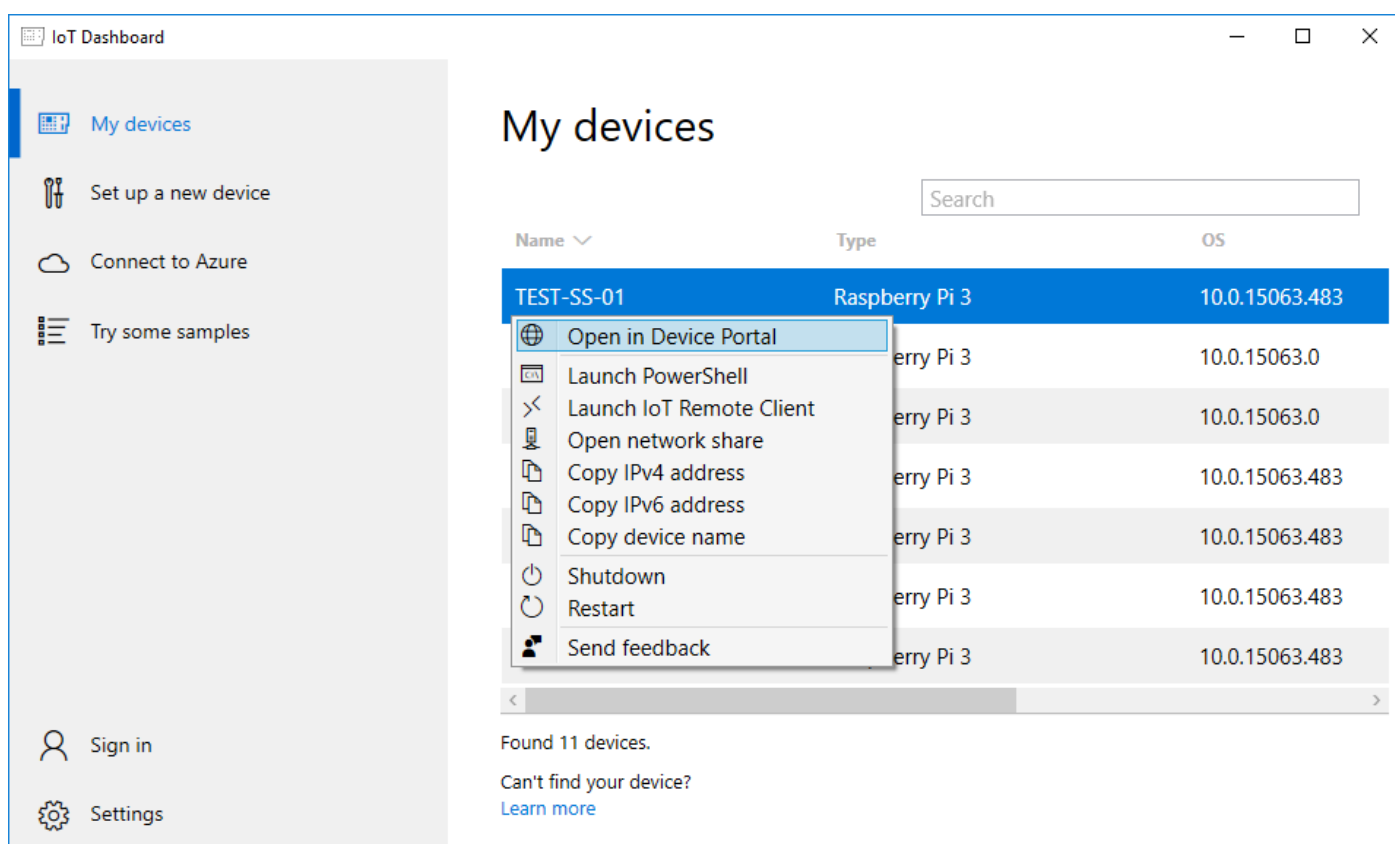 IoT Dashboard
My devices
Set up a new device
Connect to Azure
Try some samples
Sign in
Settings
My devices
Search
Name Type OS
TEST-SS-01 Raspberry Pi 3 10.0.15063.483
Open in Device Portal
erry Pi 3 10.0.15063.0
Launch PowerShell
Launch IoT Remote Client
erry Pi 3 10.0.15063.0
Open network share
Copy IPv4 address
erry Pi 3 10.0.15063.483
Copy IPv6 address
Copy device name
erry Pi 3 10.0.15063.483
Shutdown
Restart
erry Pi 3 10.0.15063.483
Send feedback
erry Pi 3 10.0.15063.483
Found 11 devices.
Can't find your device?
Learn more